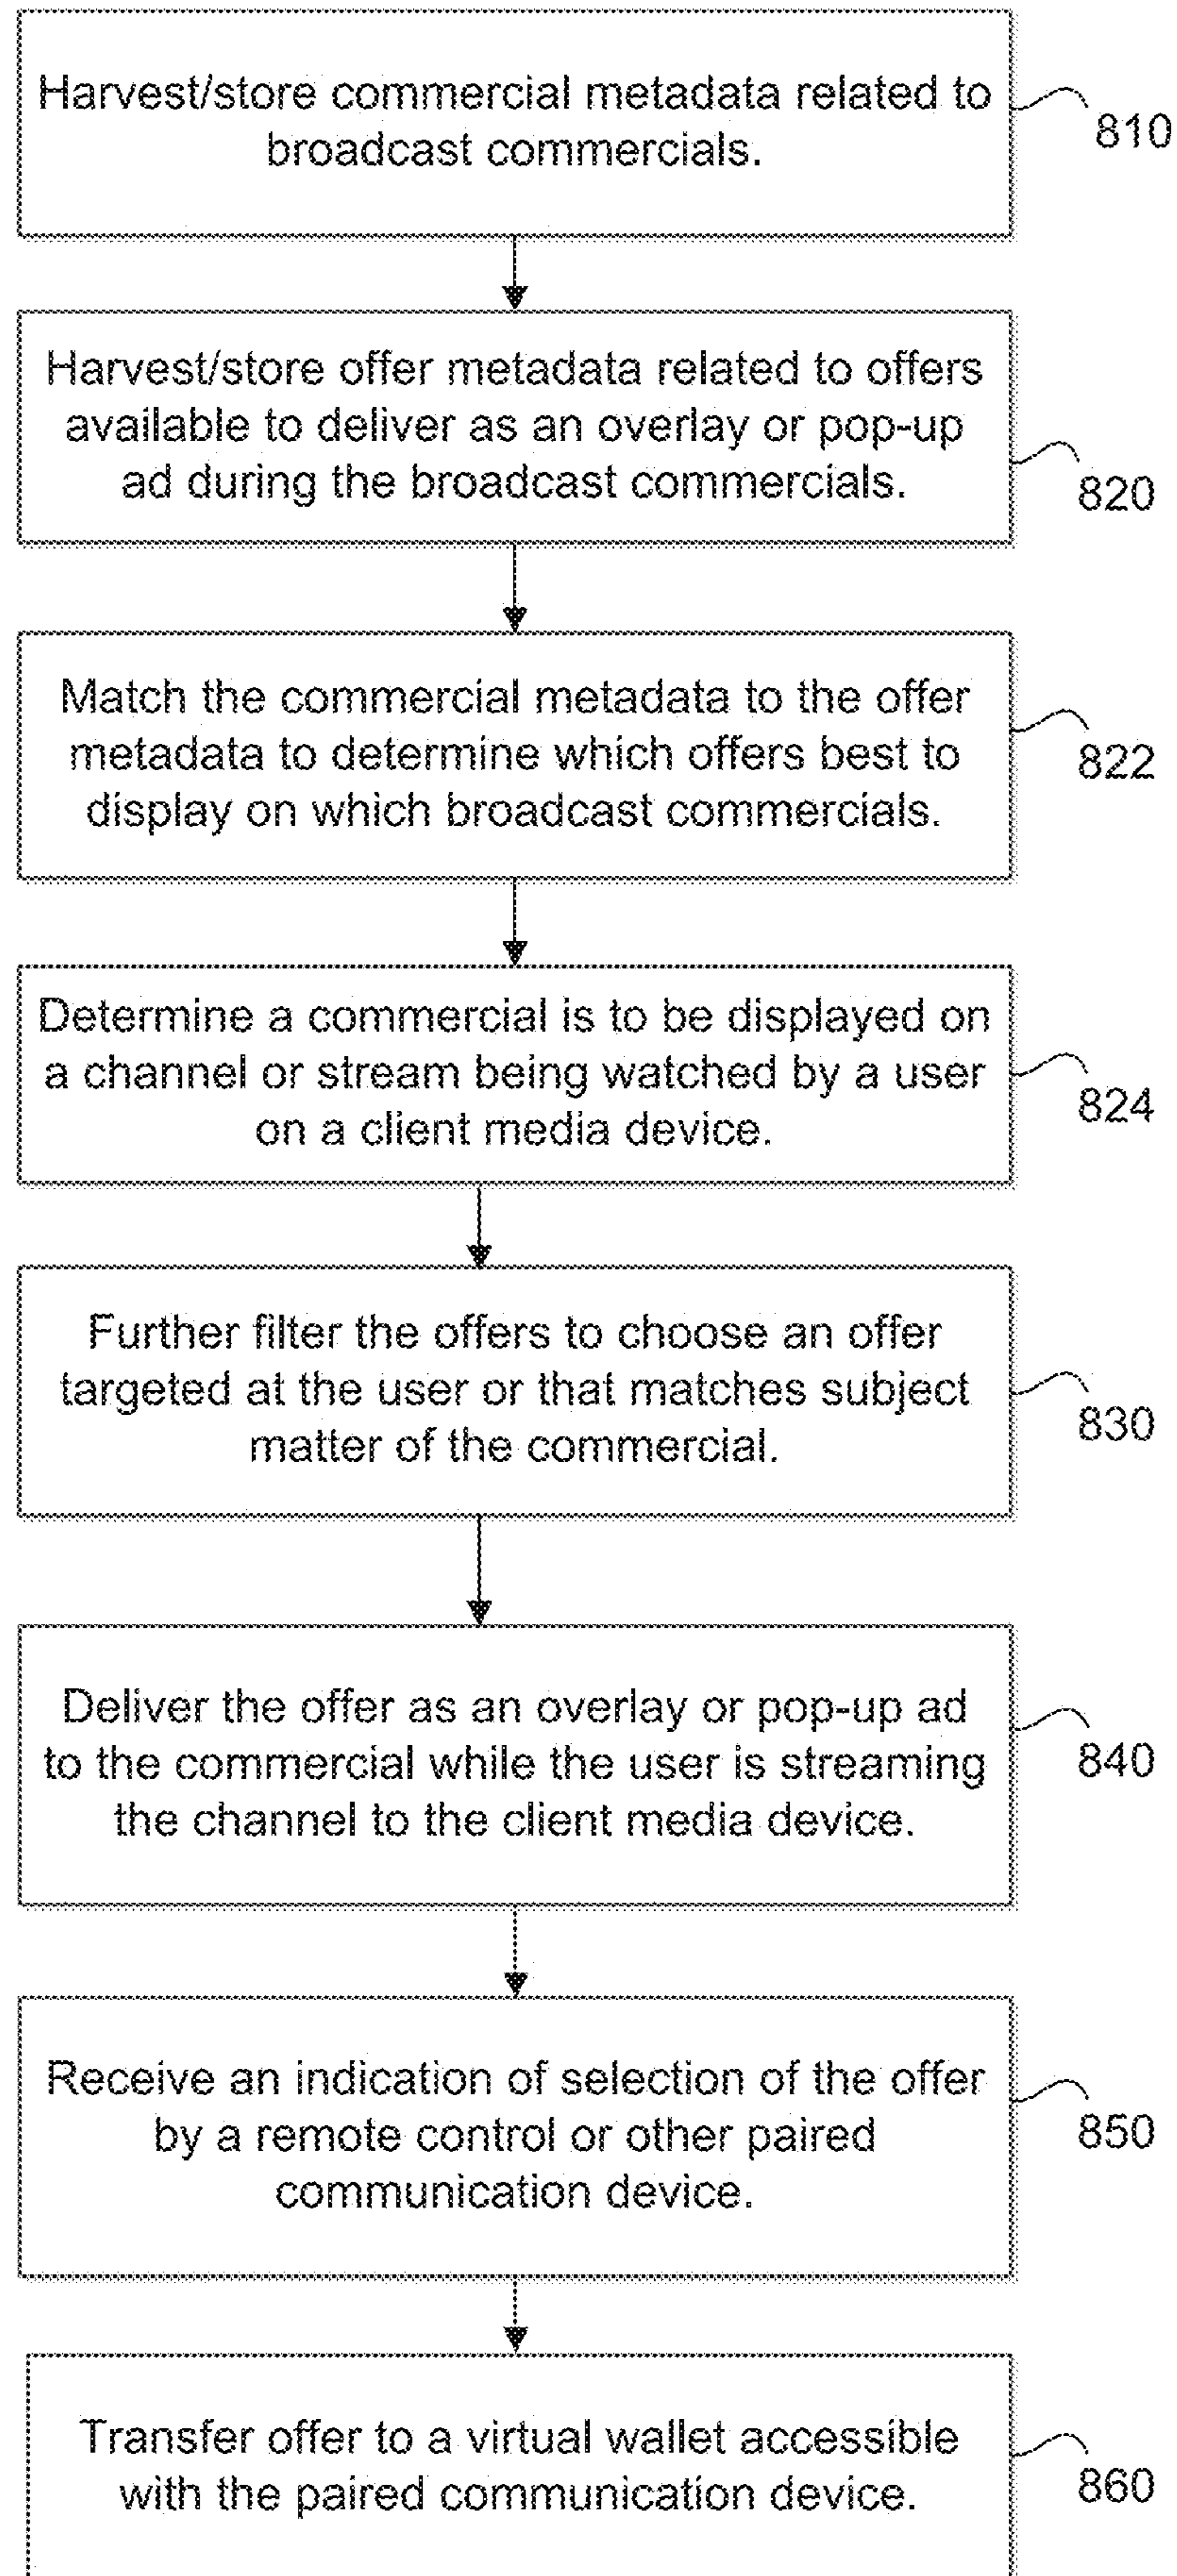 Harvest/store commercial metadata related to
broadcast commercials.
810
Harvest/store offer metadata related to offers
available to deliver as an overlay or pop-up
ad during the broadcast commercials.
820
Match the commercial metadata to the offer
metadata to determine which offers best to
display on which broadcast commercials.
822
Determine a commercial is to be displayed on
a channel or stream being watched by a user
on a client media device.
824
Further filter the offers to choose an offer
targeted at the user or that matches subject
matter of the commercial.
830
Deliver the offer as an overlay or pop-up ad
to the commercial while the user is streaming
the channel to the client media device.
840
Receive an indication of selection of the offer
by a remote control or other paired
communication device.
850
Transfer offer to a virtual wallet accessible
with the paired communication device.
860